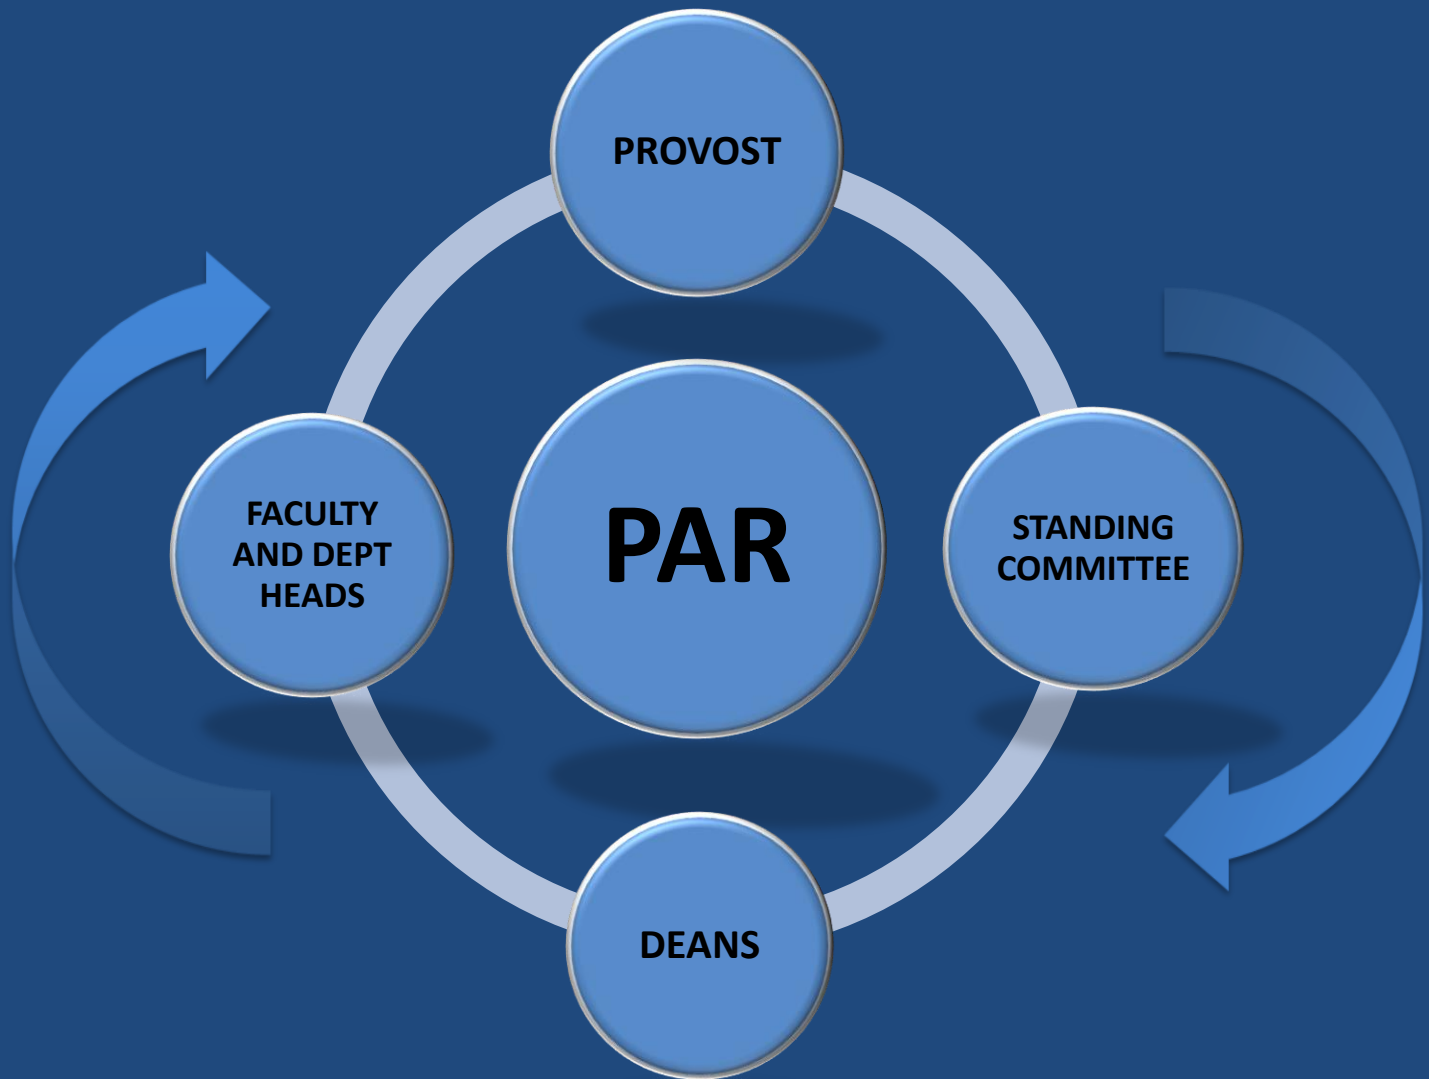 PROVOST
FACULTY
AND DEPT
HEADS
PAR
STANDING
COMMITTEE
DEANS